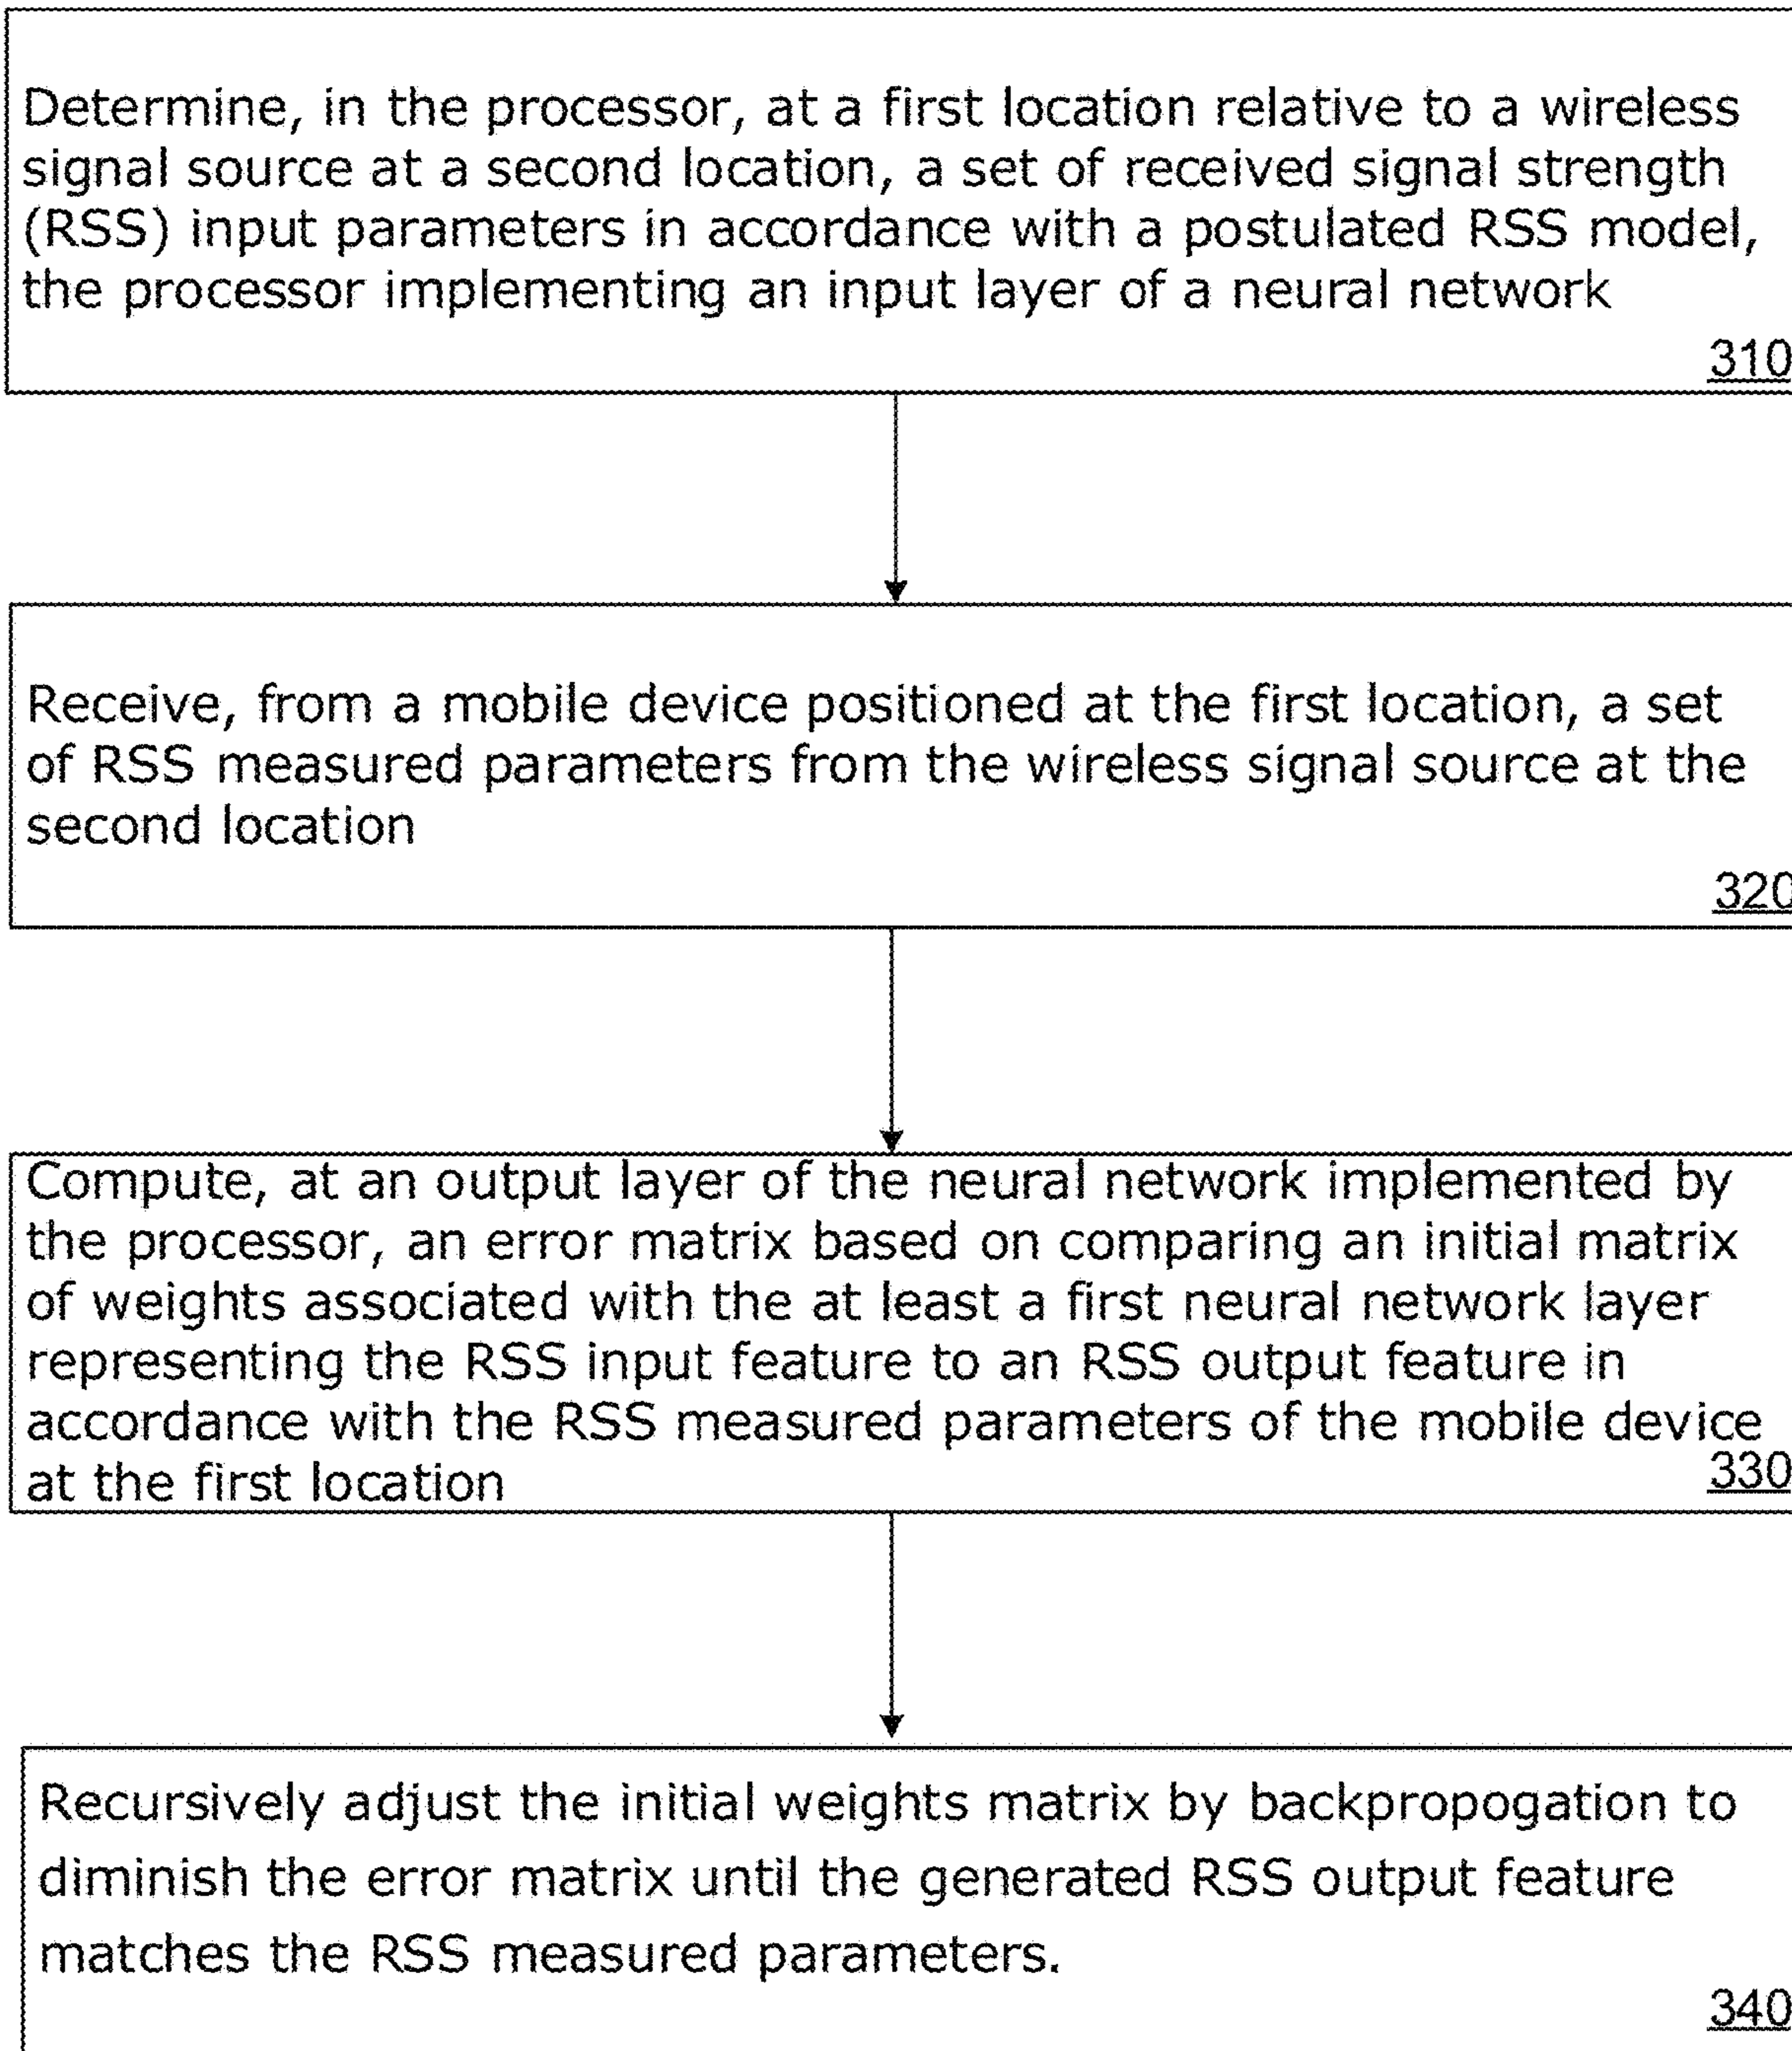 Determine, in the processor, at a first location relative to a wireless
signal source at a second location, a set of received signal strength
(RSS) input parameters in accordance with a postulated RSS model,
the processor implementing an input layer of a neural network
310
Receive, from a mobile device positioned at the first location, a set
of RSS measured parameters from the wireless signal source at the
second location
320
Compute, at an output layer of the neural network implemented by
the processor, an error matrix based on comparing an initial matrix
of weights associated with the at least a first neural network layer
representing the RSS input feature to an RSS output feature in
accordance with the RSS measured parameters of the mobile device
at the first location
330
Recursively adjust the initial weights matrix by backpropogation to
diminish the error matrix until the generated RSS output feature
matches the RSS measured parameters.
340